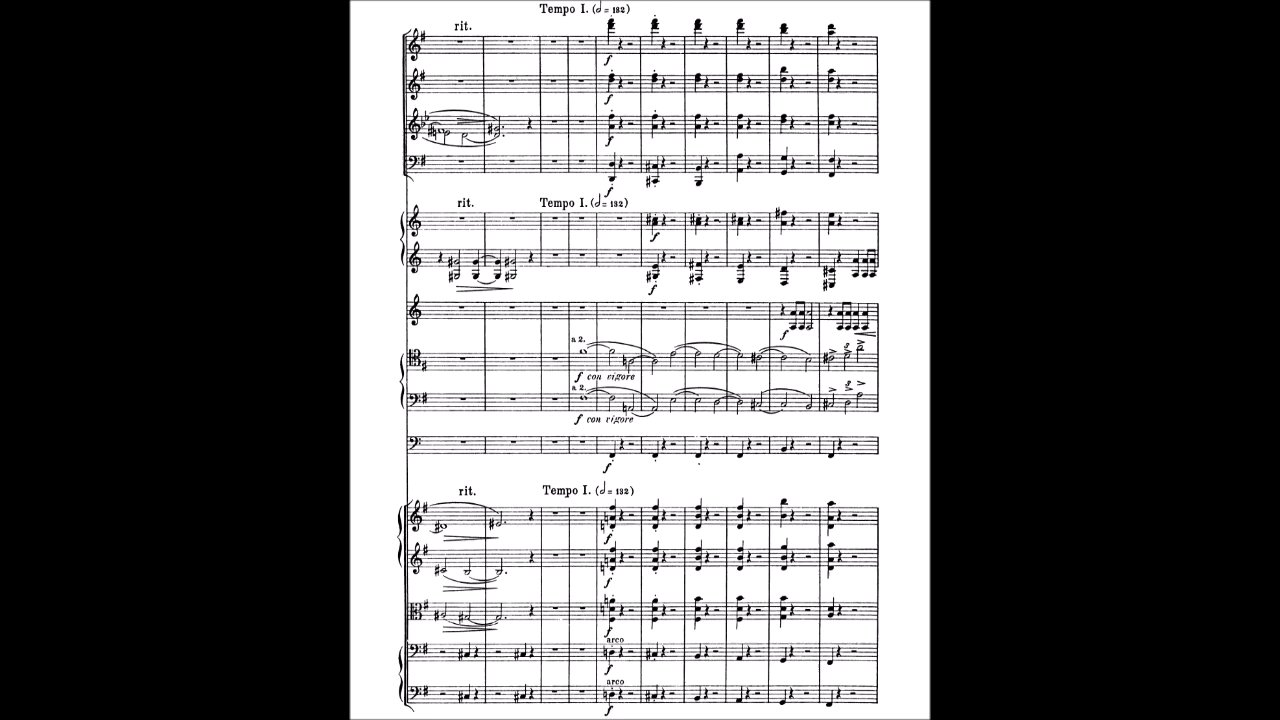 Tempo I. (𝅗𝅥 = 132)
rit.
f
f
f
f
rit. Tempo I. (𝅗𝅥 = 132)
f
f
f
a 2.
f con vigore
a 2.
f con vigore
f
rit. Tempo I. (𝅗𝅥 = 132)
f
f
f
arco
f
arco
f